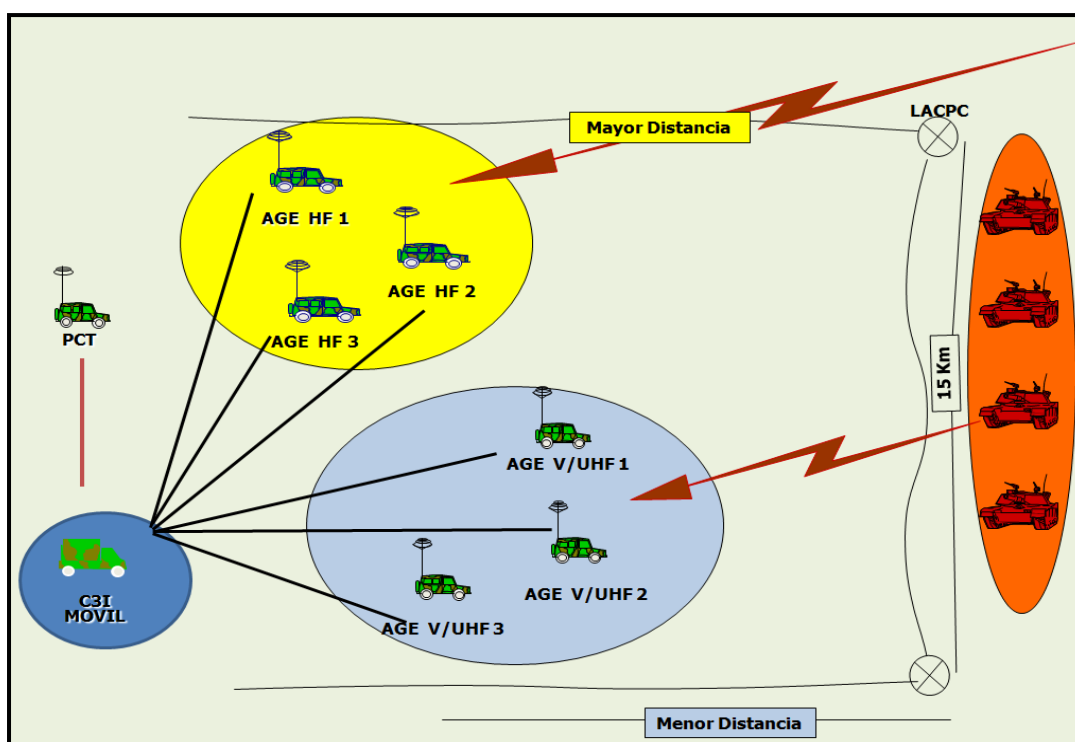 LACPC
Mayor Distancia
AGE HF 1
AGE HF 2
PCT
AGE HF 3
15 Km
AGE V/UHF 1
AGE V/UHF 2
C3I
MOVIL
AGE V/UHF 3
Menor Distancia